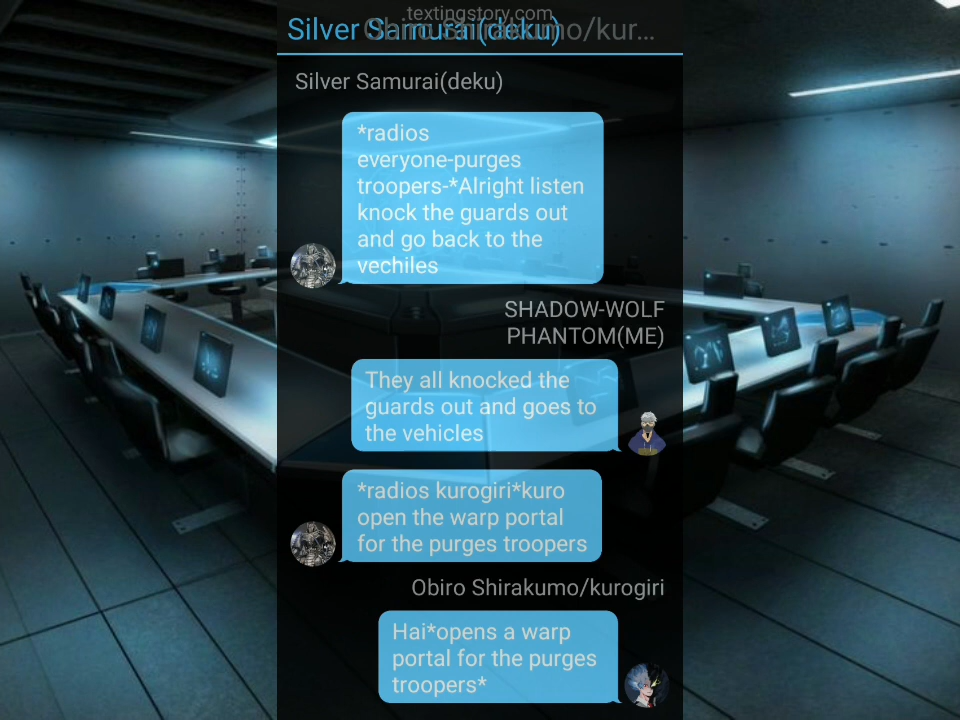 textingstory.com
Silver Samurai(deku)
Obiro Shirakumo/kur...
Silver Samurai(deku)
*radios
everyone-purges
troopers-*Alright listen
knock the guards out
and go back to the
vechiles
SHADOW-WOLF
PHANTOM(ME)
They all knocked the
guards out and goes to
the vehicles
*radios kurogiri*kuro
open the warp portal
for the purges troopers
Obiro Shirakumo/kurogiri
Hai*opens a warp
portal for the purges
troopers*